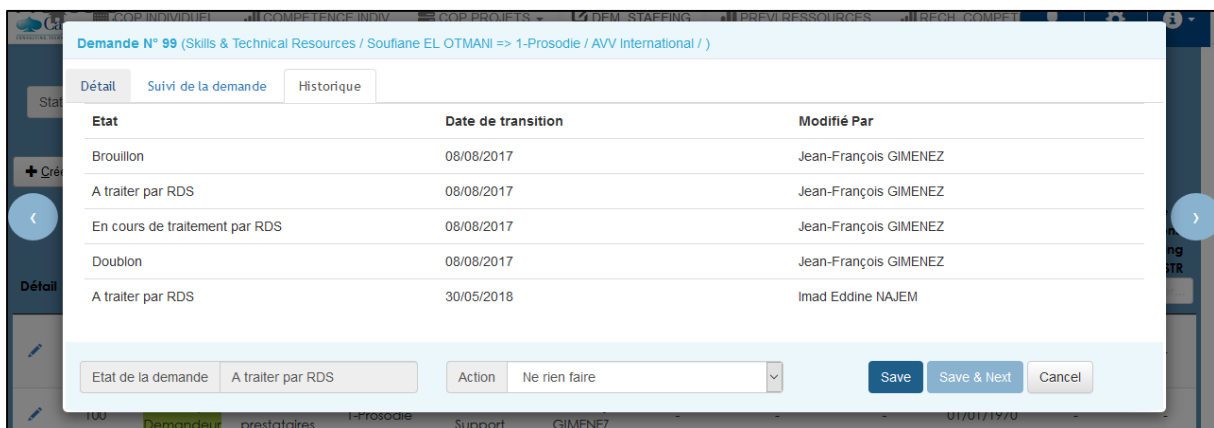 COP INDIVIDUEL COMPETENCE INDIV COP PROJETS DEM. STAFFING PREVI RESSOURCES RECH. COMPET
Demande N° 99 (Skills & Technical Resources / Soufiane EL OTMANI => 1-Prosodie / AVV International / )
Détail Suivi de la demande Historique
Etat Date de transition Modifié Par
Brouillon 08/08/2017 Jean-François GIMENEZ
A traiter par RDS 08/08/2017 Jean-François GIMENEZ
En cours de traitement par RDS 08/08/2017 Jean-François GIMENEZ
Doublon 08/08/2017 Jean-François GIMENEZ
Détail A traiter par RDS 30/05/2018 Imad Eddine NAJEM
Etat de la demande A traiter par RDS Action Ne rien faire Save Save & Next Cancel
100 Demandeur prestataires 1-Prosodie Support GIMENEZ - - - 01/01/1970 - -